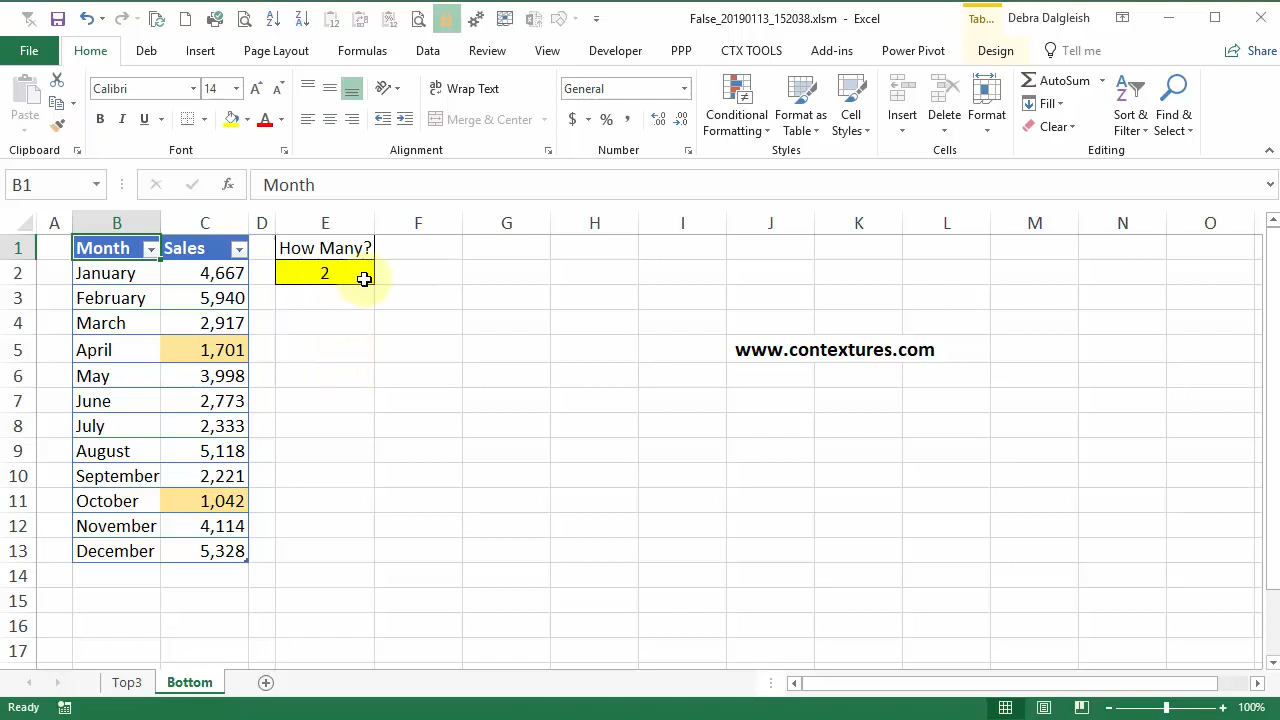 False_20190113_152038.xlsm - Excel
Tab...
Debra Dalgleish
File
Home
Deb
Insert
Page Layout
Formulas
Data
Review
View
Developer
PPP
CTX TOOLS
Add-ins
Power Pivot
Design
Tell me
Share
Paste
Clipboard
Calibri
14
B I U
Font
Wrap Text
Merge & Center
Alignment
General
$ % ,
Number
Conditional Formatting
Format as Table
Cell Styles
Styles
Insert
Delete
Format
Cells
AutoSum
Fill
Clear
Sort & Filter
Find & Select
Editing
B1
fx
Month
A B C D E F G H I J K L M N O
1 Month Sales How Many?
2 January 4,667 2
3 February 5,940
4 March 2,917
5 April 1,701 www.contextures.com
6 May 3,998
7 June 2,773
8 July 2,333
9 August 5,118
10 September 2,221
11 October 1,042
12 November 4,114
13 December 5,328
14
15
16
17
Top3
Bottom
Ready
100%